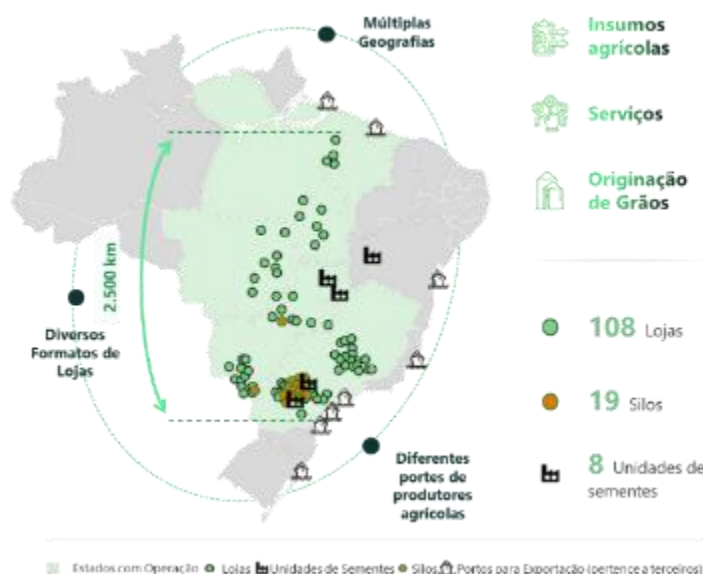 Múltiplas
Geografias
Insumos
agrícolas
Serviços
Originação
de Grãos
2.500 km
Diversos
Formatos de
Lojas
108 Lojas
19 Silos
8 Unidades de
sementes
Diferentes
portes de
produtores
agrícolas
Estados com Operação Lojas Unidades de Sementes Silos Portos para Exportação (pertence a terceiros)